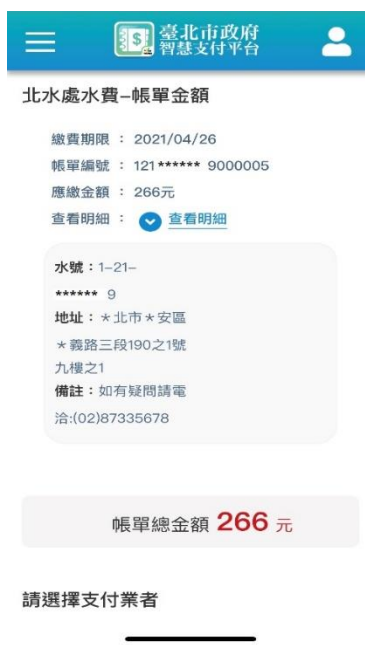 臺北市政府
智慧支付平台
北水處水費–帳單金額
繳費期限 : 2021/04/26
帳單編號 : 121****** 9000005
應繳金額 : 266元
查看明細 : 查看明細
水號：1–21–
****** 9
地址：*北市*安區
*義路三段190之1號
九樓之1
備註：如有疑問請電
洽:(02)87335678
帳單總金額 266 元
請選擇支付業者